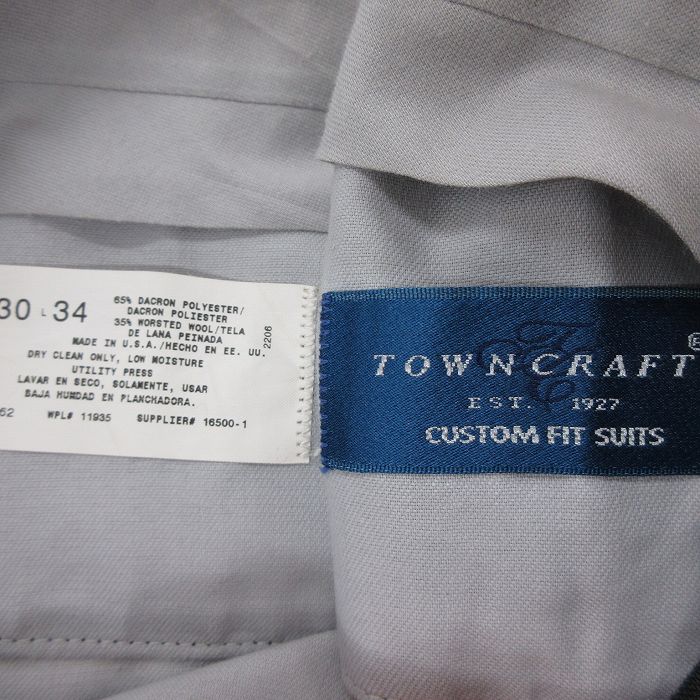 30 L 34
65% DACRON POLYESTER/
DACRON POLIESTER
35% WORSTED WOOL/TELA
DE LANA PEINADA
MADE IN U.S.A./HECHO EN EE. UU.
2206
DRY CLEAN ONLY, LOW MOISTURE
UTILITY PRESS
LAVAR EN SECO, SOLAMENTE, USAR
BAJA HUMDAD EN PLANCHADORA.
62 WPL# 11935 SUPPLIER# 16500-1
TOWNCRAFT®
EST. 1927
CUSTOM FIT SUITS